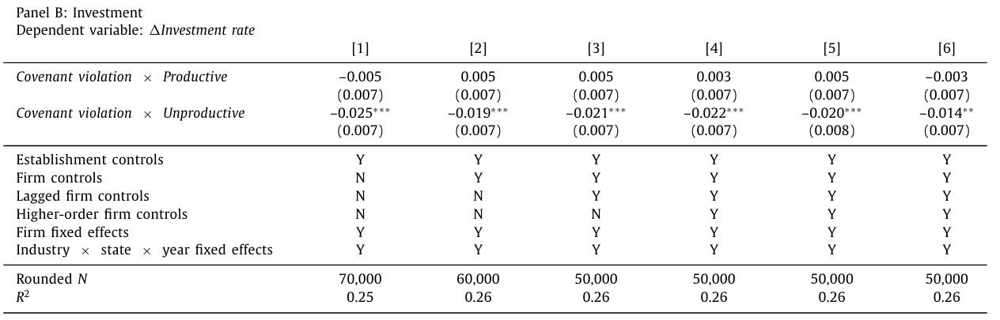 Panel B: Investment
Dependent variable: ΔInvestment rate
[1] [2] [3] [4] [5] [6]
Covenant violation × Productive –0.005 0.005 0.005 0.003 0.005 –0.003
(0.007) (0.007) (0.007) (0.007) (0.007) (0.007)
Covenant violation × Unproductive –0.025*** –0.019*** –0.021*** –0.022*** –0.020*** –0.014**
(0.007) (0.007) (0.007) (0.007) (0.008) (0.007)
Establishment controls Y Y Y Y Y Y
Firm controls N Y Y Y Y Y
Lagged firm controls N N Y Y Y Y
Higher-order firm controls N N N Y Y Y
Firm fixed effects Y Y Y Y Y Y
Industry × state × year fixed effects Y Y Y Y Y Y
Rounded N 70,000 60,000 50,000 50,000 50,000 50,000
R² 0.25 0.26 0.26 0.26 0.26 0.26